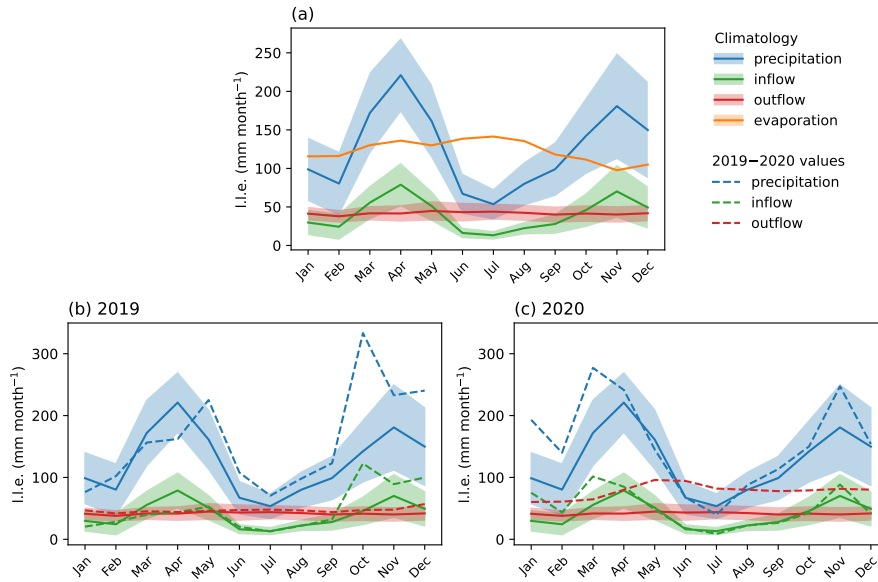 (a)
l.l.e. (mm month⁻¹)
250
200
150
100
50
0
Jan Feb Mar Apr May Jun Jul Aug Sep Oct Nov Dec
Climatology
precipitation
inflow
outflow
evaporation
2019−2020 values
precipitation
inflow
outflow
(b) 2019
l.l.e. (mm month⁻¹)
300
200
100
0
Jan Feb Mar Apr May Jun Jul Aug Sep Oct Nov Dec
(c) 2020
l.l.e. (mm month⁻¹)
300
200
100
0
Jan Feb Mar Apr May Jun Jul Aug Sep Oct Nov Dec